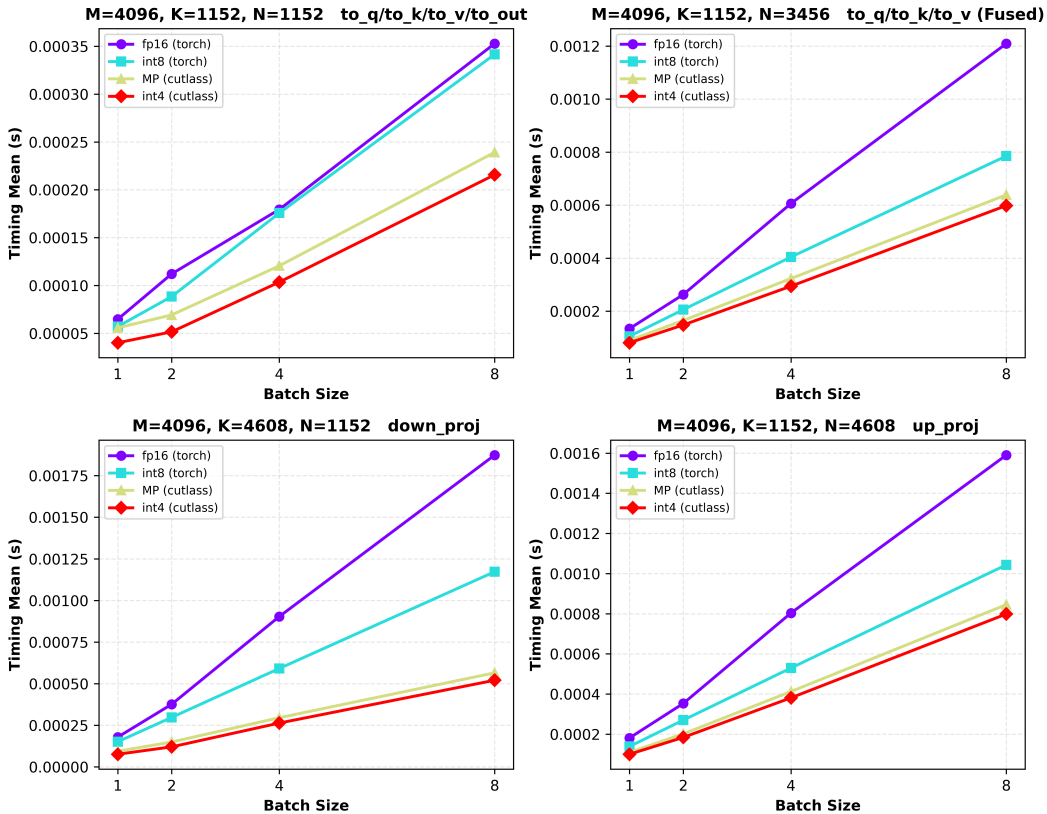 M=4096, K=1152, N=1152 to_q/to_k/to_v/to_out
Timing Mean (s)
0.00035
0.00030
0.00025
0.00020
0.00015
0.00010
0.00005
fp16 (torch)
int8 (torch)
MP (cutlass)
int4 (cutlass)
1 2 4 8
Batch Size
M=4096, K=1152, N=3456 to_q/to_k/to_v (Fused)
Timing Mean (s)
0.0012
0.0010
0.0008
0.0006
0.0004
0.0002
fp16 (torch)
int8 (torch)
MP (cutlass)
int4 (cutlass)
1 2 4 8
Batch Size
M=4096, K=4608, N=1152 down_proj
Timing Mean (s)
0.00175
0.00150
0.00125
0.00100
0.00075
0.00050
0.00025
0.00000
fp16 (torch)
int8 (torch)
MP (cutlass)
int4 (cutlass)
1 2 4 8
Batch Size
M=4096, K=1152, N=4608 up_proj
Timing Mean (s)
0.0016
0.0014
0.0012
0.0010
0.0008
0.0006
0.0004
0.0002
fp16 (torch)
int8 (torch)
MP (cutlass)
int4 (cutlass)
1 2 4 8
Batch Size